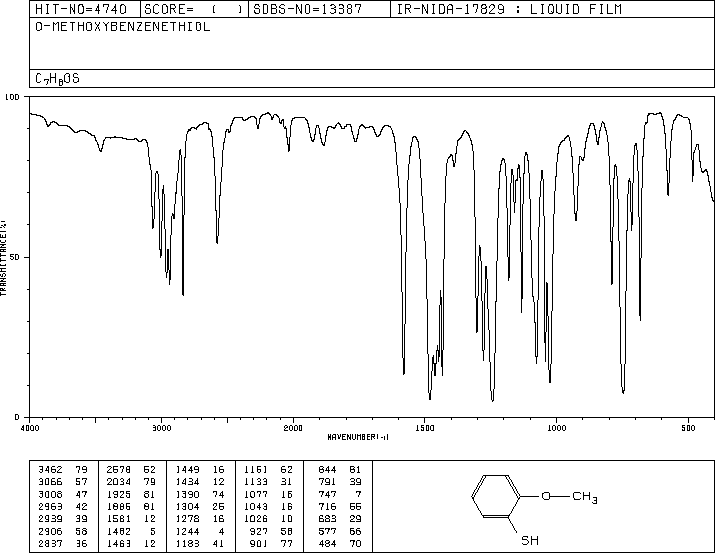 HIT-NO=4740 SCORE= ( ) SDBS-NO=13387 IR-NIDA-17829 : LIQUID FILM
O-METHOXYBENZENETHIOL
C7H8OS
100
50
0
TRANSMITTANCE(%)
4000 3000 2000 1500 1000 500
WAVENUMBER(-1)
3462 79 2578 52 1449 16 1151 62 844 81
3066 57 2034 79 1434 12 1133 31 791 39
3008 47 1925 81 1390 74 1077 16 747 7
2963 42 1886 81 1304 25 1043 16 716 55
2939 39 1581 12 1278 16 1026 10 683 29
2906 58 1482 5 1244 4 927 58 577 66
2837 36 1463 12 1183 41 901 77 484 70
O CH3
SH